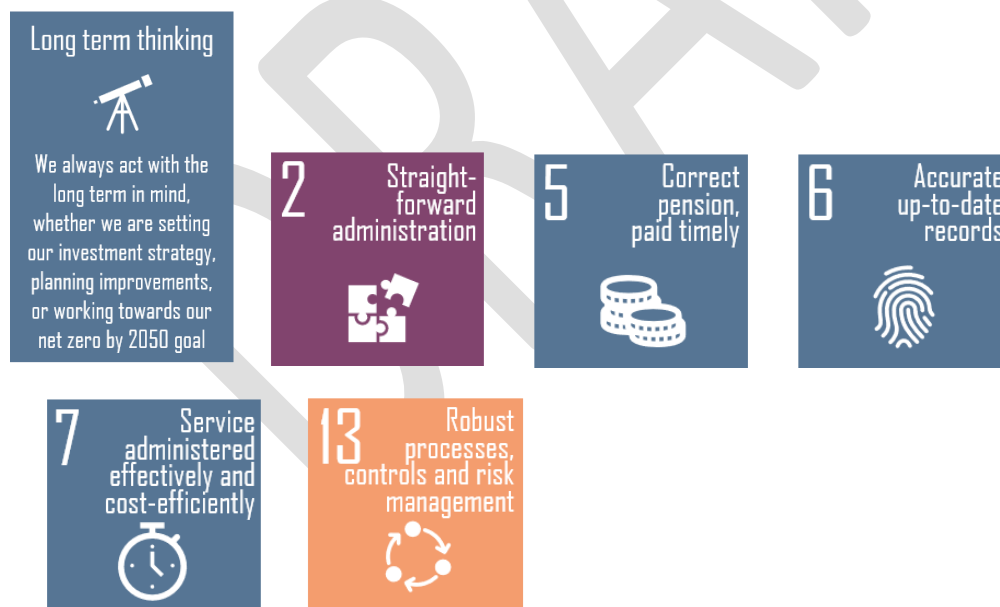 Long term thinking
We always act with the
long term in mind,
whether we are setting
our investment strategy,
planning improvements,
or working towards our
net zero by 2050 goal
2
Straight-
forward
administration
5
Correct
pension,
paid timely
6
Accurate
up-to-date
records
7
Service
administered
effectively and
cost-efficiently
13
Robust
processes,
controls and risk
management